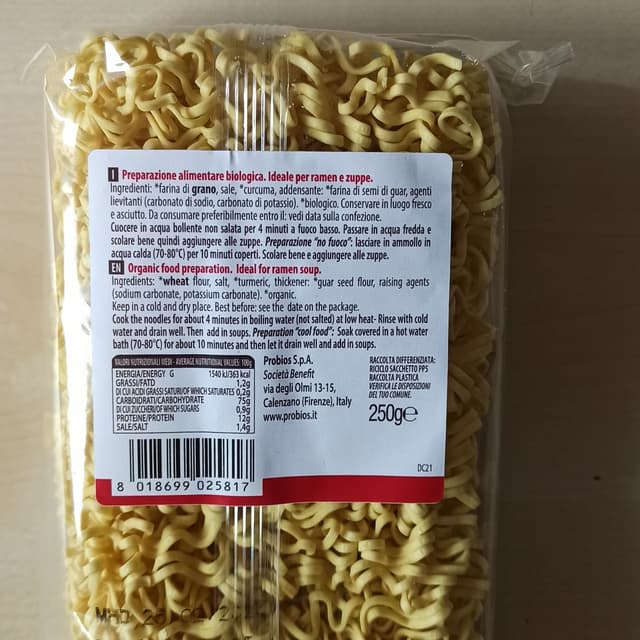 I Preparazione alimentare biologica. Ideale per ramen e zuppe.
Ingredienti: *farina di grano, sale, *curcuma, addensante: *farina di semi di guar, agenti
lievitanti (carbonato di sodio, carbonato di potassio). *biologico. Conservare in luogo fresco
e asciutto. Da consumare preferibilmente entro il: vedi data sulla confezione.
Cuocere in acqua bollente non salata per 4 minuti a fuoco basso. Passare in acqua fredda e
scolare bene quindi aggiungere alle zuppe. Preparazione "no fuoco": lasciare in ammollo in
acqua calda (70-80°C) per 10 minuti coperti. Scolare bene e aggiungere alle zuppe.
EN Organic food preparation. Ideal for ramen soup.
Ingredients: *wheat flour, salt, *turmeric, thickener: *guar seed flour, raising agents
(sodium carbonate, potassium carbonate). *organic.
Keep in a cold and dry place. Best before: see the date on the package.
Cook the noodles for about 4 minutes in boiling water (not salted) at low heat- Rinse with cold
water and drain well. Then add in soups. Preparation "cool food": Soak covered in a hot water
bath (70-80°C) for about 10 minutes and then let it drain well and add in soups.
VALORI NUTRIZIONALI MEDI - AVERAGE NUTRITIONAL VALUES: 100g
ENERGIA/ENERGY G 1540 kJ/363 kcal
GRASSI/FATD 1,2g
DI CUI ACIDI GRASSI SATURI/OF WHICH SATURATES 0,2g
CARBOIDRATI/CARBOHYDRATE 75g
DI CUI ZUCCHERI/OF WHICH SUGARS 0,9g
PROTEINE/PROTEIN 12g
SALE/SALT 1,4g
8 018699 025817
Probios S.p.A.
Società Benefit
via degli Olmi 13-15,
Calenzano (Firenze), Italy
www.probios.it
RACCOLTA DIFFERENZIATA:
RICICLO SACCHETTO PP5
RACCOLTA PLASTICA
VERIFICA LE DISPOSIZIONI
DEL TUO COMUNE.
250g e
DC21
MHD